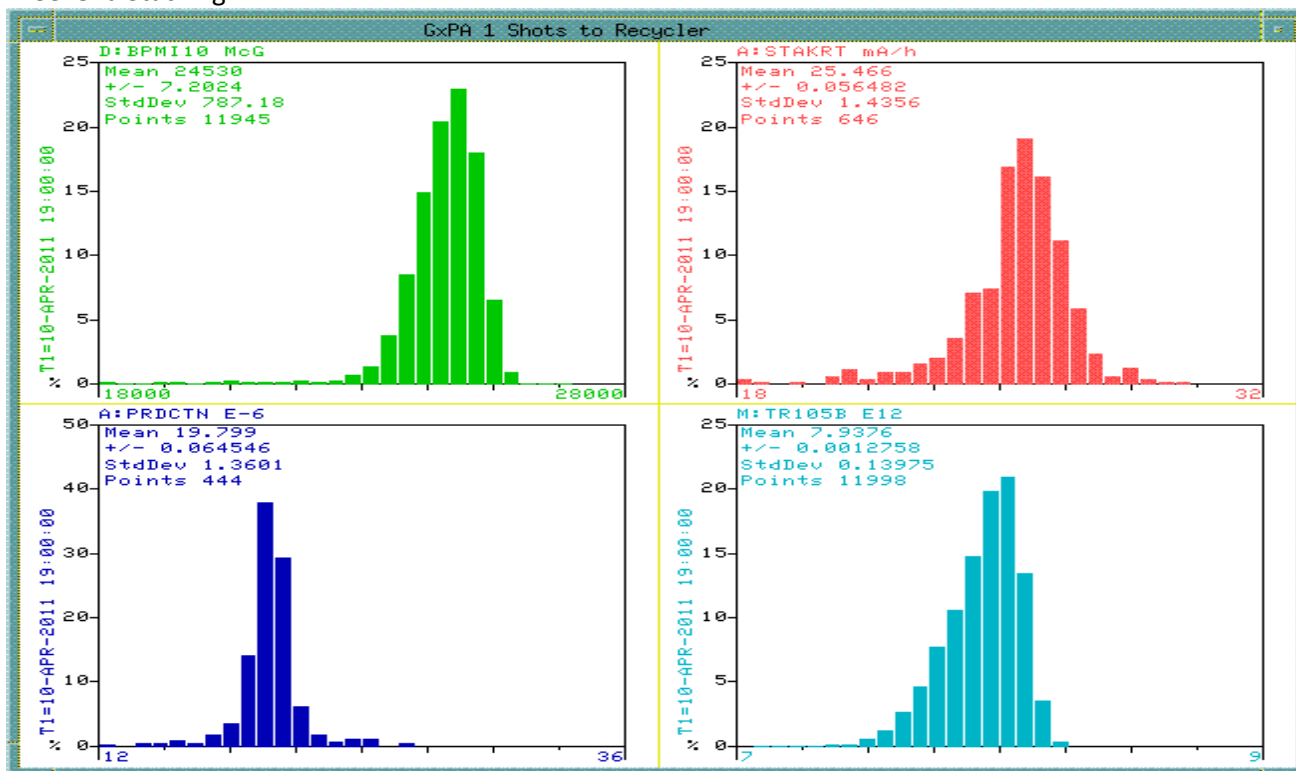 GxPA 1 Shots to Recycler
D:BPMI10 McG
25
Mean 24530
+/- 7.2024
StdDev 787.18
Points 11945
20
15
10
5
% 0
18000 28000
T1=10-APR-2011 19:00:00
A:STAKRT mA/h
25
Mean 25.466
+/- 0.056482
StdDev 1.4356
Points 646
20
15
10
5
% 0
18 32
T1=10-APR-2011 19:00:00
A:PRDCTN E-6
50
Mean 19.799
+/- 0.064546
StdDev 1.3601
Points 444
40
30
20
10
% 0
12 36
T1=10-APR-2011 19:00:00
M:TR105B E12
25
Mean 7.9376
+/- 0.0012758
StdDev 0.13975
Points 11998
20
15
10
5
% 0
7 9
T1=10-APR-2011 19:00:00